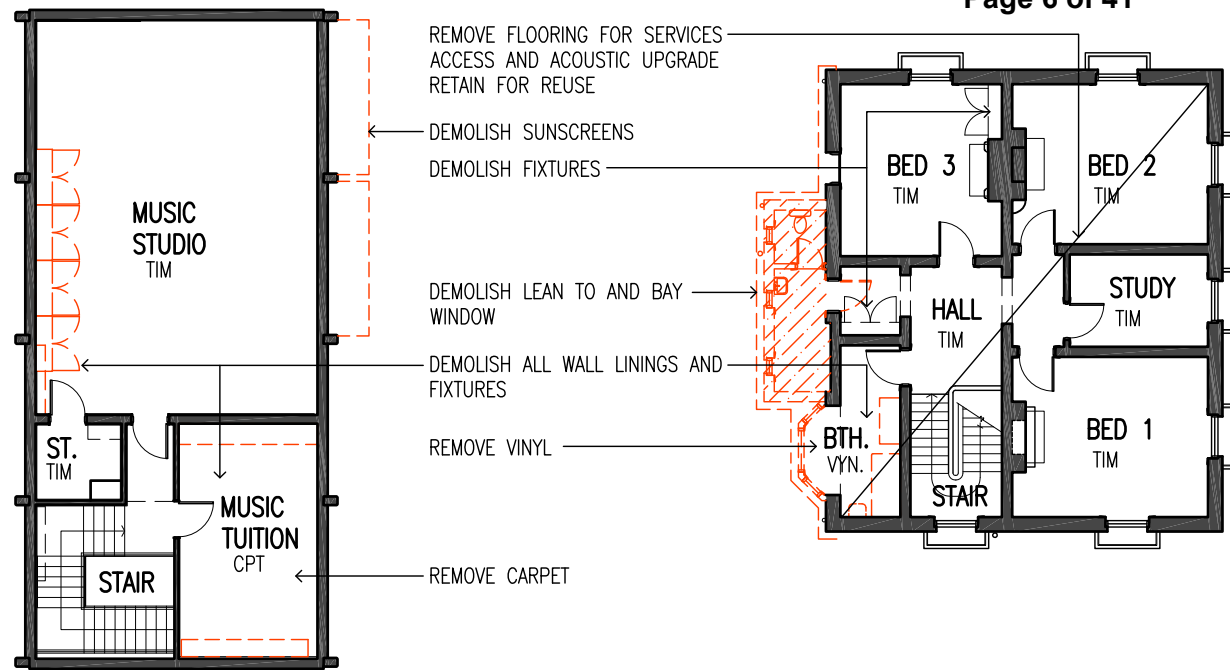 Page 6 of 41
REMOVE FLOORING FOR SERVICES
ACCESS AND ACOUSTIC UPGRADE
RETAIN FOR REUSE
DEMOLISH SUNSCREENS
DEMOLISH FIXTURES
DEMOLISH LEAN TO AND BAY
WINDOW
DEMOLISH ALL WALL LININGS AND
FIXTURES
REMOVE VINYL
REMOVE CARPET
MUSIC
STUDIO
TIM
ST.
TIM
MUSIC
TUITION
CPT
STAIR
BED 3
TIM
BED 2
TIM
HALL
TIM
STUDY
TIM
BTH.
VYN.
STAIR
BED 1
TIM